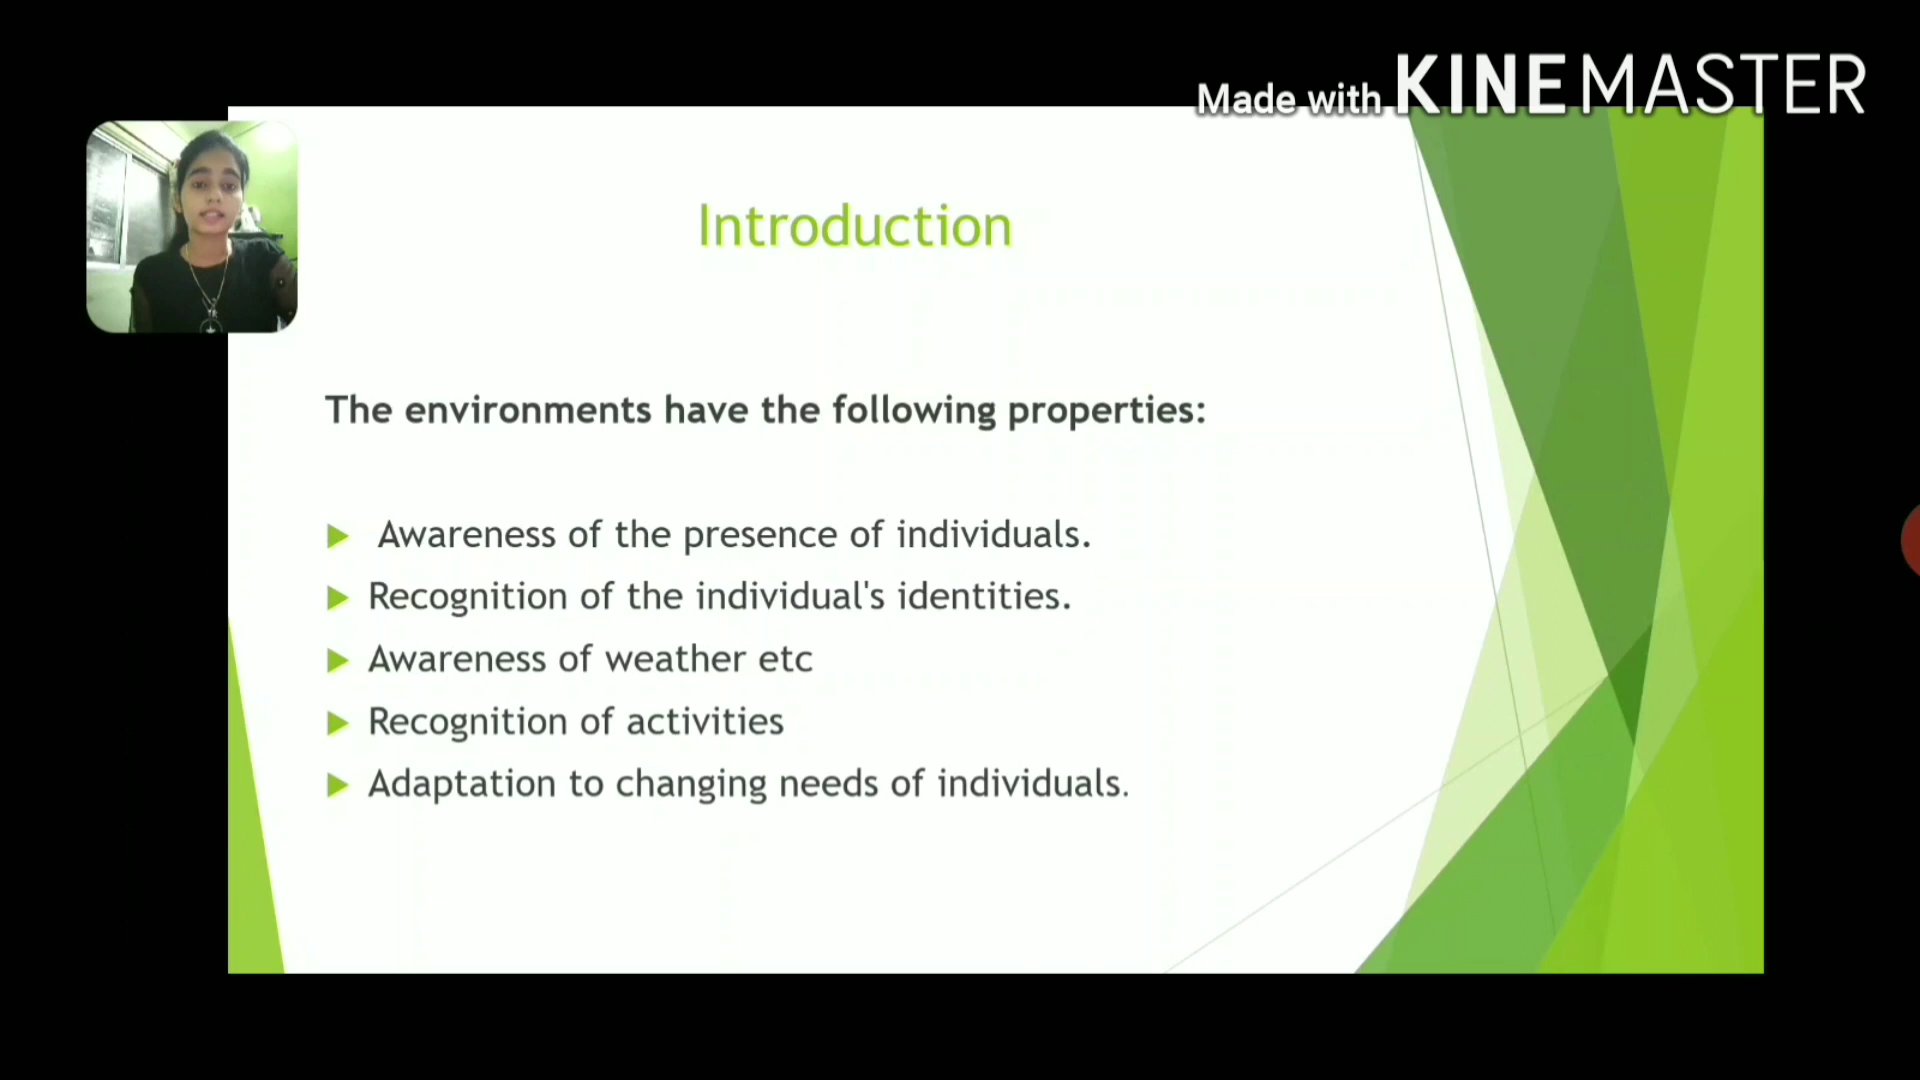 Made with KINEMASTER
Introduction
The environments have the following properties:
Awareness of the presence of individuals.
Recognition of the individual's identities.
Awareness of weather etc
Recognition of activities
Adaptation to changing needs of individuals.